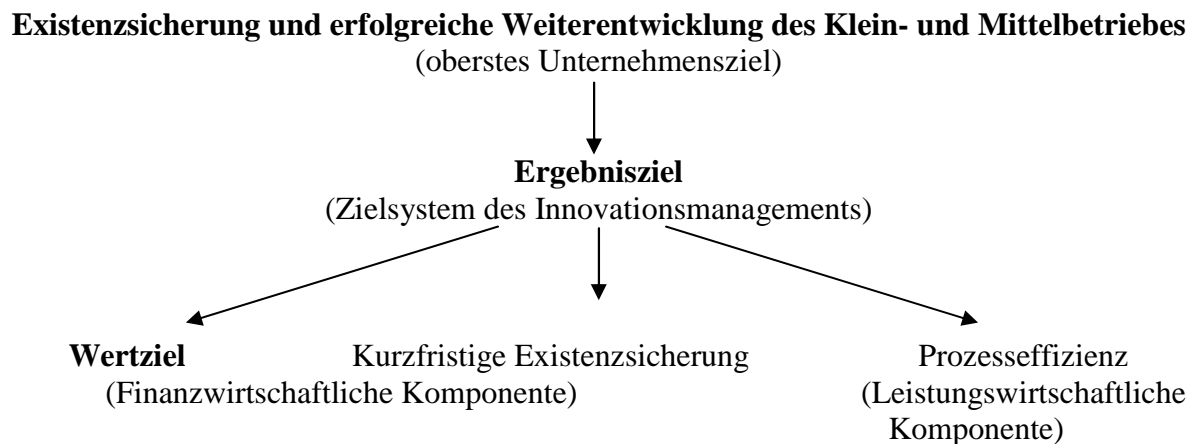 Existenzsicherung und erfolgreiche Weiterentwicklung des Klein- und Mittelbetriebes
(oberstes Unternehmensziel)
Ergebnisziel
(Zielsystem des Innovationsmanagements)
Wertziel Kurzfristige Existenzsicherung Prozesseffizienz
(Finanzwirtschaftliche Komponente) (Leistungswirtschaftliche
Komponente)